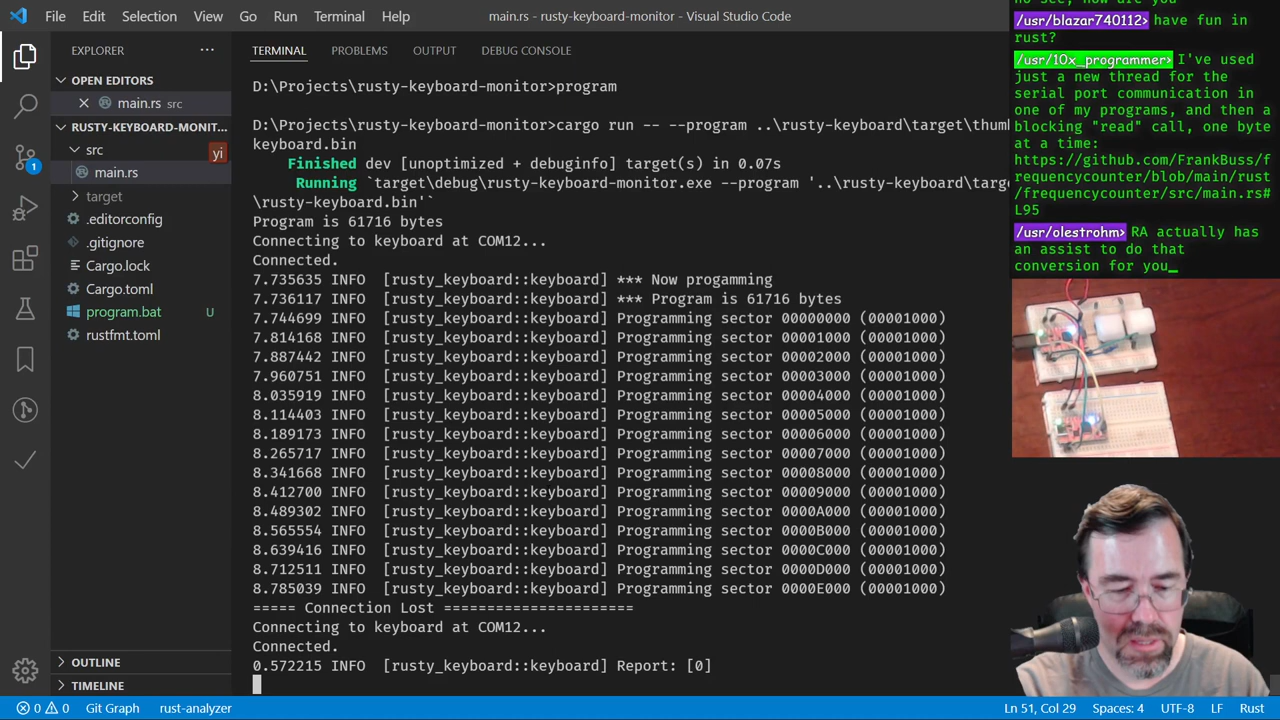 File Edit Selection View Go Run Terminal Help
main.rs - rusty-keyboard-monitor - Visual Studio Code
EXPLORER
OPEN EDITORS
main.rs src
RUSTY-KEYBOARD-MONIT...
src
yi
main.rs
target
.editorconfig
.gitignore
Cargo.lock
Cargo.toml
program.bat U
rustfmt.toml
OUTLINE
TIMELINE
1
TERMINAL PROBLEMS OUTPUT DEBUG CONSOLE
D:\Projects\rusty-keyboard-monitor>program
D:\Projects\rusty-keyboard-monitor>cargo run -- --program ..\rusty-keyboard\target\thum
keyboard.bin
Finished dev [unoptimized + debuginfo] target(s) in 0.07s
Running `target\debug\rusty-keyboard-monitor.exe --program '..\rusty-keyboard\targe
\rusty-keyboard.bin'`
Program is 61716 bytes
Connecting to keyboard at COM12...
Connected.
7.735635 INFO [rusty_keyboard::keyboard] *** Now progamming
7.736117 INFO [rusty_keyboard::keyboard] *** Program is 61716 bytes
7.744699 INFO [rusty_keyboard::keyboard] Programming sector 00000000 (00001000)
7.814168 INFO [rusty_keyboard::keyboard] Programming sector 00001000 (00001000)
7.887442 INFO [rusty_keyboard::keyboard] Programming sector 00002000 (00001000)
7.960751 INFO [rusty_keyboard::keyboard] Programming sector 00003000 (00001000)
8.035919 INFO [rusty_keyboard::keyboard] Programming sector 00004000 (00001000)
8.114403 INFO [rusty_keyboard::keyboard] Programming sector 00005000 (00001000)
8.189173 INFO [rusty_keyboard::keyboard] Programming sector 00006000 (00001000)
8.265717 INFO [rusty_keyboard::keyboard] Programming sector 00007000 (00001000)
8.341668 INFO [rusty_keyboard::keyboard] Programming sector 00008000 (00001000)
8.412700 INFO [rusty_keyboard::keyboard] Programming sector 00009000 (00001000)
8.489302 INFO [rusty_keyboard::keyboard] Programming sector 0000A000 (00001000)
8.565554 INFO [rusty_keyboard::keyboard] Programming sector 0000B000 (00001000)
8.639416 INFO [rusty_keyboard::keyboard] Programming sector 0000C000 (00001000)
8.712511 INFO [rusty_keyboard::keyboard] Programming sector 0000D000 (00001000)
8.785039 INFO [rusty_keyboard::keyboard] Programming sector 0000E000 (00001000)
===== Connection Lost ======================
Connecting to keyboard at COM12...
Connected.
0.572215 INFO [rusty_keyboard::keyboard] Report: [0]
/usr/blazar740112> have fun in
rust?
/usr/10x_programmer> I've used
just a new thread for the
serial port communication in
one of my programs, and then a
blocking "read" call, one byte
at a time:
https://github.com/FrankBuss/f
requencycounter/blob/main/rust
/frequencycounter/src/main.rs#
L95
/usr/olestrohm> RA actually has
an assist to do that
conversion for you_
0 0 Git Graph rust-analyzer
Ln 51, Col 29 Spaces: 4 UTF-8 LF Rust